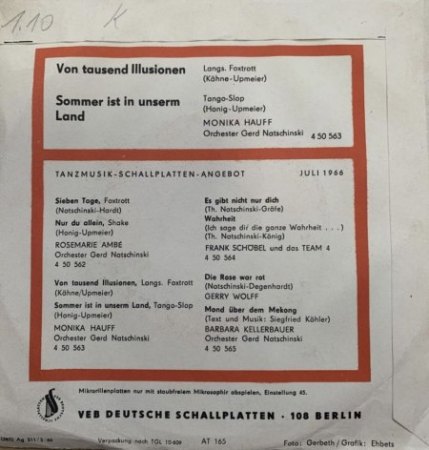 1.10 K
Von tausend Illusionen Langs. Foxtrott
(Kähne-Upmeier)
Sommer ist in unserm Land Tango-Slop
(Honig-Upmeier)
MONIKA HAUFF
Orchester Gerd Natschinski 4 50 563
TANZMUSIK-SCHALLPLATTEN-ANGEBOT JULI 1966
Sieben Tage, Foxtrott
(Natschinski-Hardt)
Nur du allein, Shake
(Honig-Upmeier)
ROSEMARIE AMBÉ
Orchester Gerd Natschinski
4 50 562
Von tausend Illusionen, Langs. Foxtrott
(Kähne/Upmeier)
Sommer ist in unserm Land, Tango-Slop
(Honig-Upmeier)
MONIKA HAUFF
Orchester Gerd Natschinski
4 50 563
Es gibt nicht nur dich
(Th. Natschinski-Gräfe)
Wahrheit
(Ich sage dir die ganze Wahrheit . . .)
(Th. Natschinski-König)
FRANK SCHÖBEL und das TEAM 4
4 50 564
Die Rose war rot
(Natschinski-Degenhardt)
GERRY WOLFF
Mond über dem Mekong
(Text und Musik: Siegfried Köhler)
BARBARA KELLERBAUER
Orchester Gerd Natschinski
4 50 565
Mikrorillenplatten nur mit staubfreiem Mikrosaphir abspielen, Einstellung 45.
VEB DEUTSCHE SCHALLPLATTEN · 108 BERLIN
Verpackung nach TGL 10-609 AT 165 Foto: Gerbeth/Grafik: Ehbets